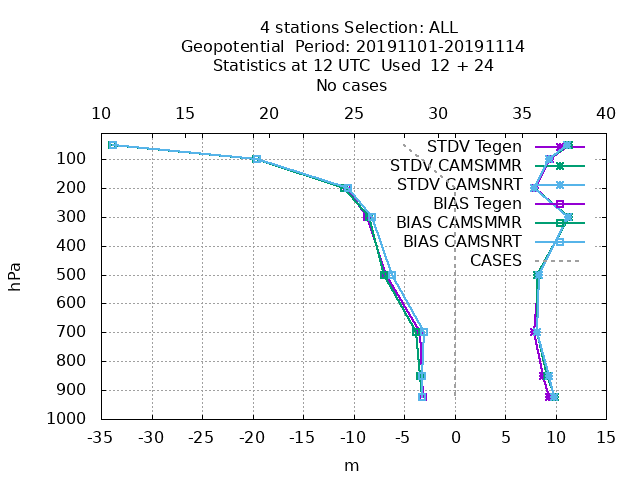 4 stations Selection: ALL
Geopotential  Period: 20191101-20191114
Statistics at 12 UTC  Used  12 + 24
No cases
10 15 20 25 30 35 40
STDV Tegen
STDV CAMSMMR
STDV CAMSNRT
BIAS Tegen
BIAS CAMSMMR
BIAS CAMSNRT
CASES
hPa
100
200
300
400
500
600
700
800
900
1000
-35 -30 -25 -20 -15 -10 -5 0 5 10 15
m